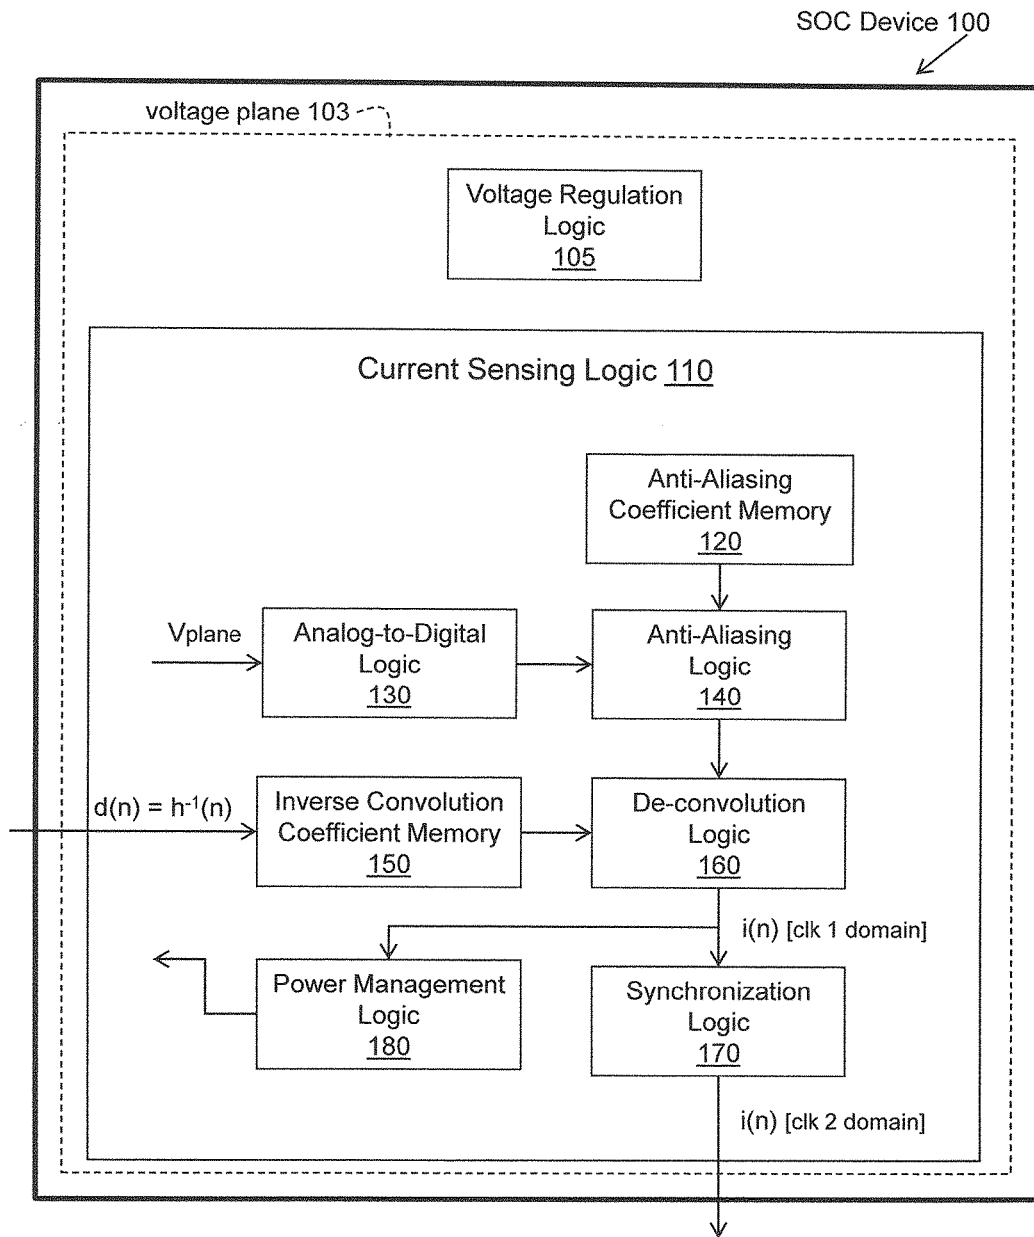 SOC Device 100
voltage plane 103
Voltage Regulation
Logic
105
Current Sensing Logic 110
Anti-Aliasing
Coefficient Memory
120
Vplane
Analog-to-Digital
Logic
130
Anti-Aliasing
Logic
140
d(n) = h⁻¹(n)
Inverse Convolution
Coefficient Memory
150
De-convolution
Logic
160
i(n) [clk 1 domain]
Power Management
Logic
180
Synchronization
Logic
170
i(n) [clk 2 domain]